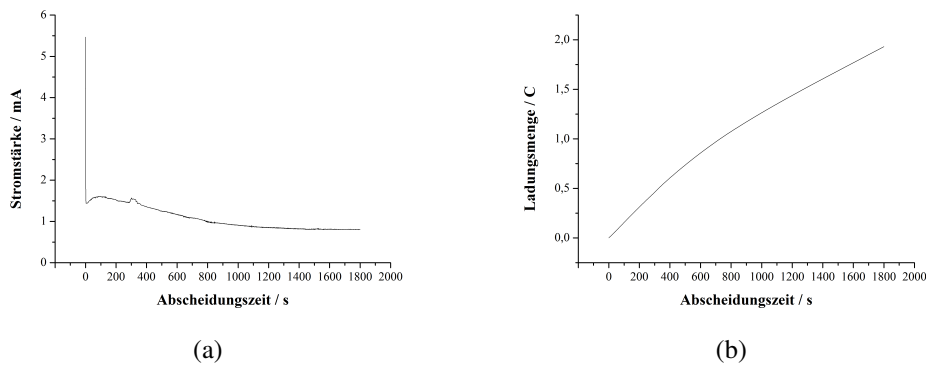 6
5
4
3
2
1
0
Stromstärke / mA
0 200 400 600 800 1000 1200 1400 1600 1800 2000
Abscheidungszeit / s
(a)
2,0
1,5
1,0
0,5
0,0
Ladungsmenge / C
0 200 400 600 800 1000 1200 1400 1600 1800 2000
Abscheidungszeit / s
(b)